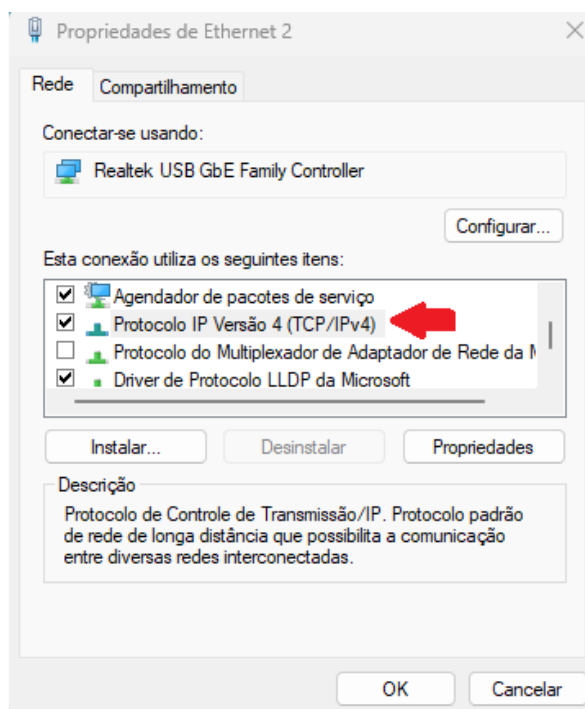 Propriedades de Ethernet 2
Rede
Compartilhamento
Conectar-se usando:
Realtek USB GbE Family Controller
Configurar...
Esta conexão utiliza os seguintes itens:
Agendador de pacotes de serviço
Protocolo IP Versão 4 (TCP/IPv4)
Protocolo do Multiplexador de Adaptador de Rede da
Driver de Protocolo LLDP da Microsoft
Instalar...
Desinstalar
Propriedades
Descrição
Protocolo de Controle de Transmissão/IP. Protocolo padrão
de rede de longa distância que possibilita a comunicação
entre diversas redes interconectadas.
OK
Cancelar